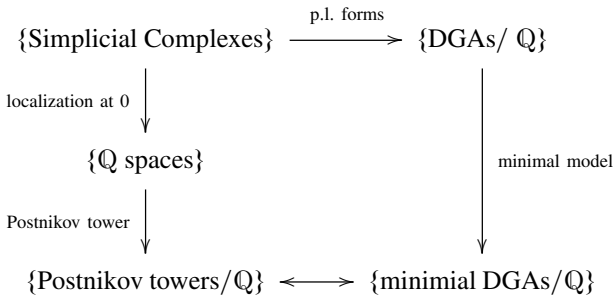 p.l. forms
{Simplicial Complexes} {DGAs/ ℚ}
localization at 0
{ℚ spaces}
minimal model
Postnikov tower
{Postnikov towers/ℚ} {minimial DGAs/ℚ}